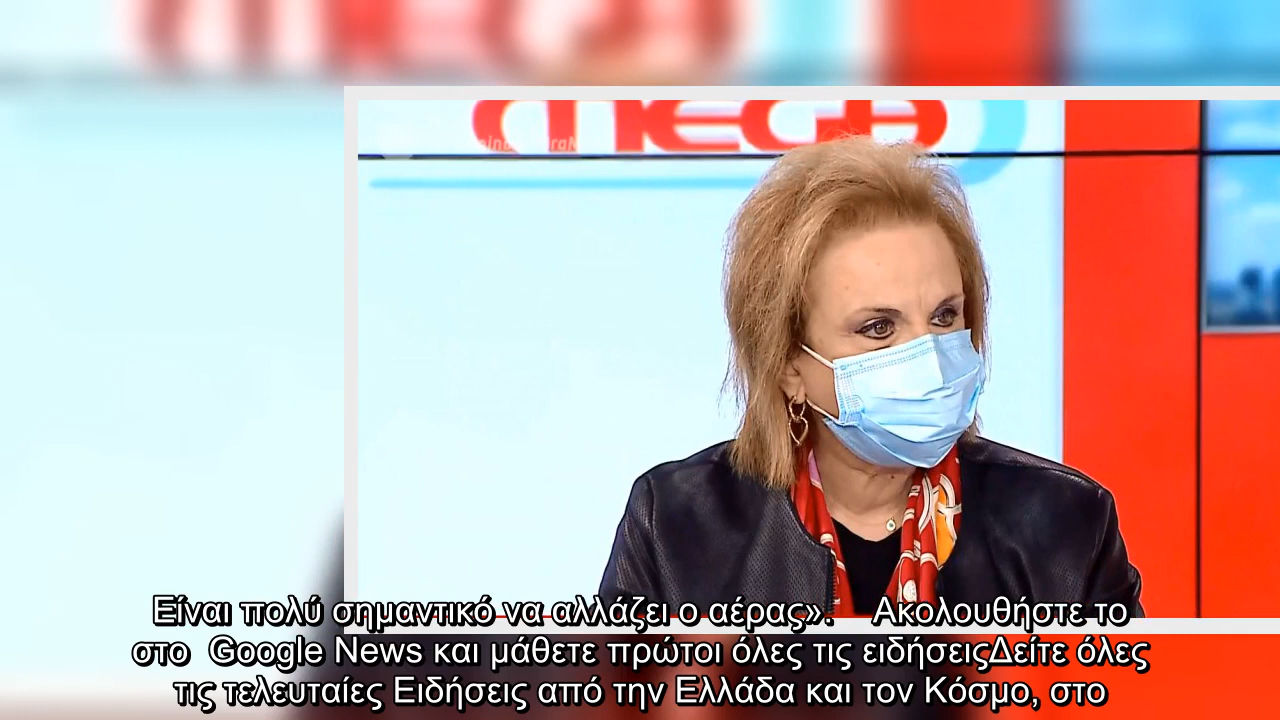 MEGA
Είναι πολύ σημαντικό να αλλάζει ο αέρας». Ακολουθήστε το
στο Google News και μάθετε πρώτοι όλες τις ειδήσειςΔείτε όλες
τις τελευταίες Ειδήσεις από την Ελλάδα και τον Κόσμο, στο